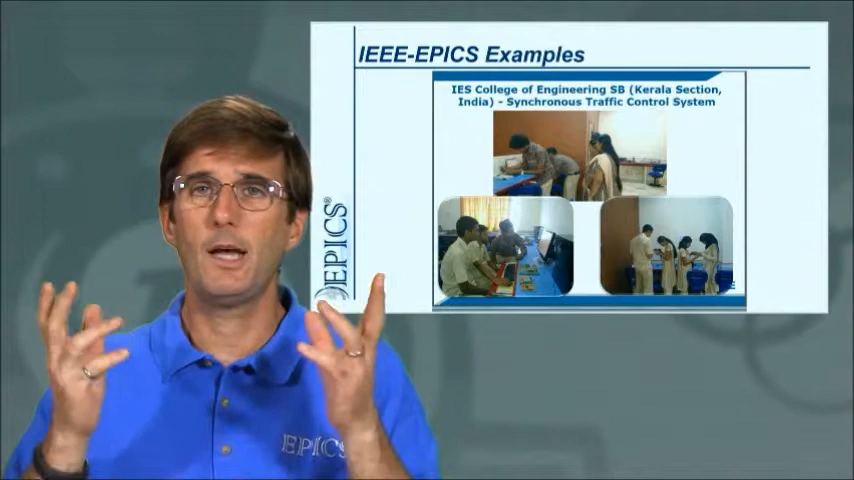 IEEE-EPICS Examples
IES College of Engineering SB (Kerala Section,
India) - Synchronous Traffic Control System
EPICS®
EPICS